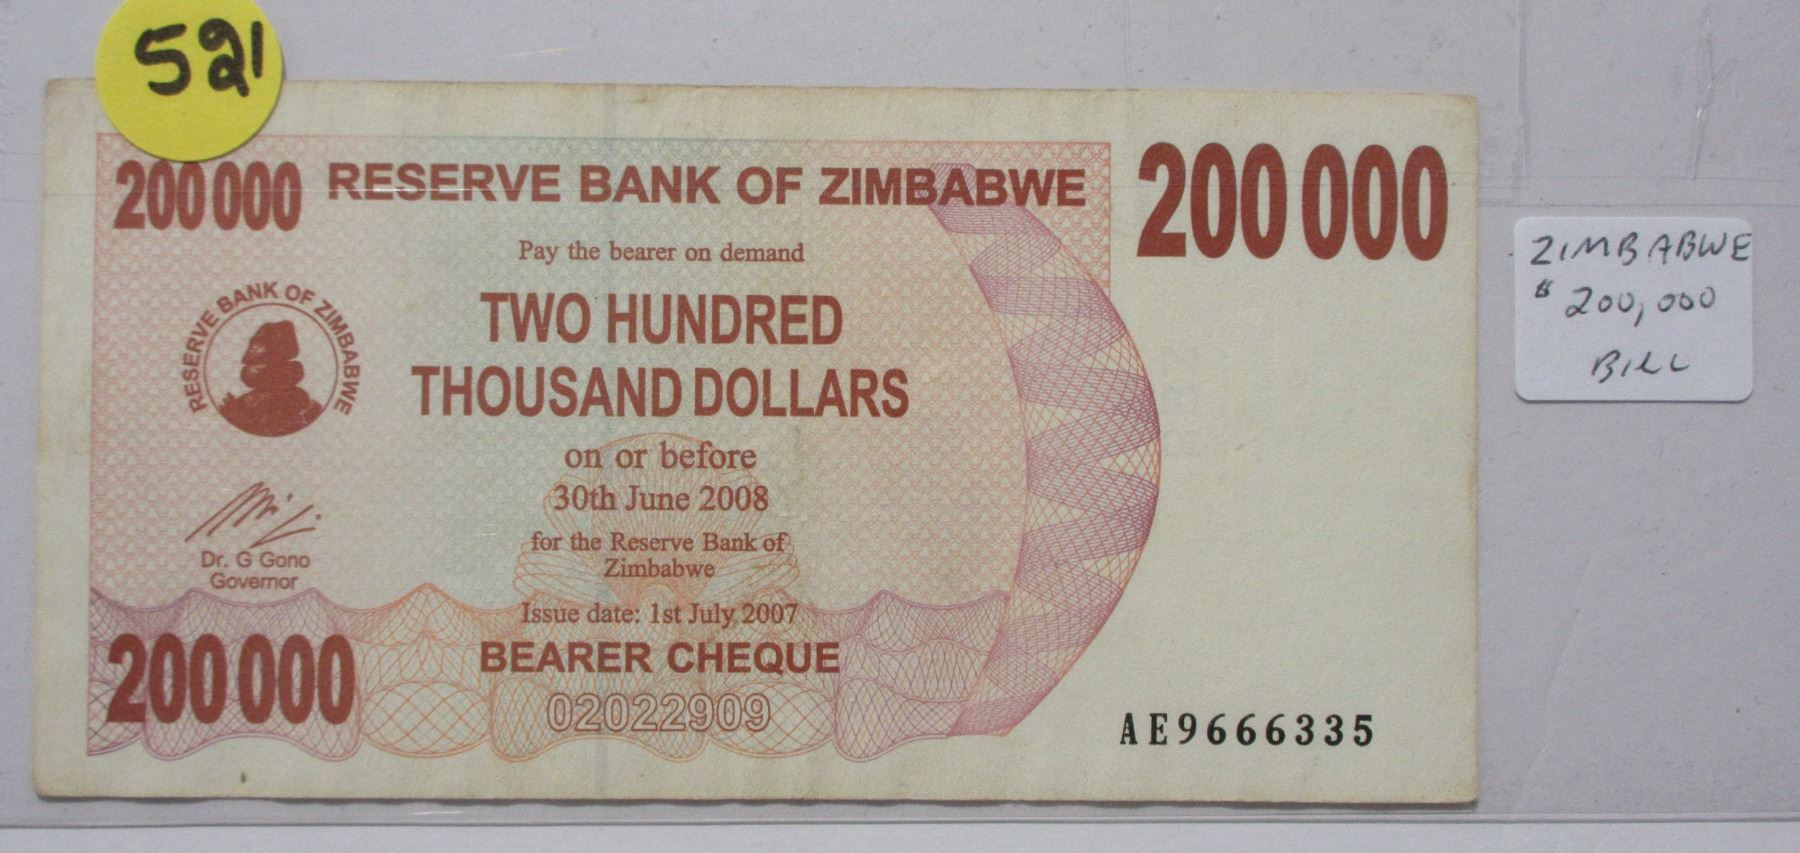 521
200 000
RESERVE BANK OF ZIMBABWE
200 000
Pay the bearer on demand
TWO HUNDRED
THOUSAND DOLLARS
on or before
30th June 2008
for the Reserve Bank of
Zimbabwe
Issue date: 1st July 2007
BEARER CHEQUE
02022909
RESERVE BANK OF ZIMBABWE
Dr. G Gono
Governor
200 000
AE9666335
ZIMBABWE
$ 200,000
BILL